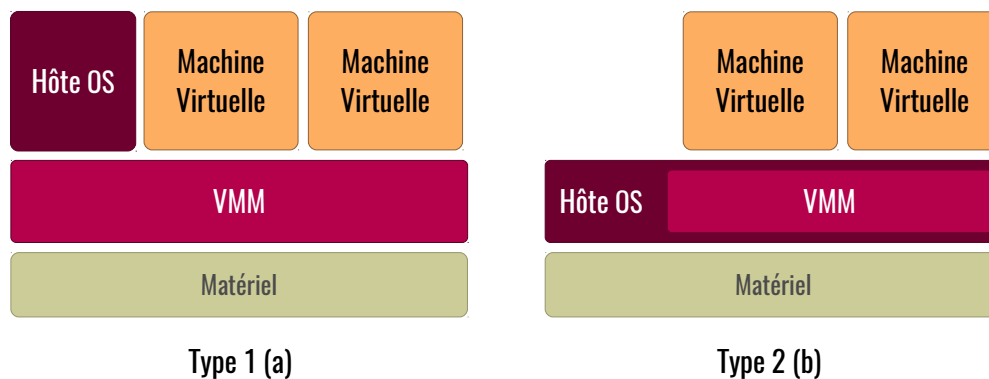 Hôte OS
Machine
Virtuelle
Machine
Virtuelle
VMM
Matériel
Type 1 (a)
Machine
Virtuelle
Machine
Virtuelle
Hôte OS
VMM
Matériel
Type 2 (b)